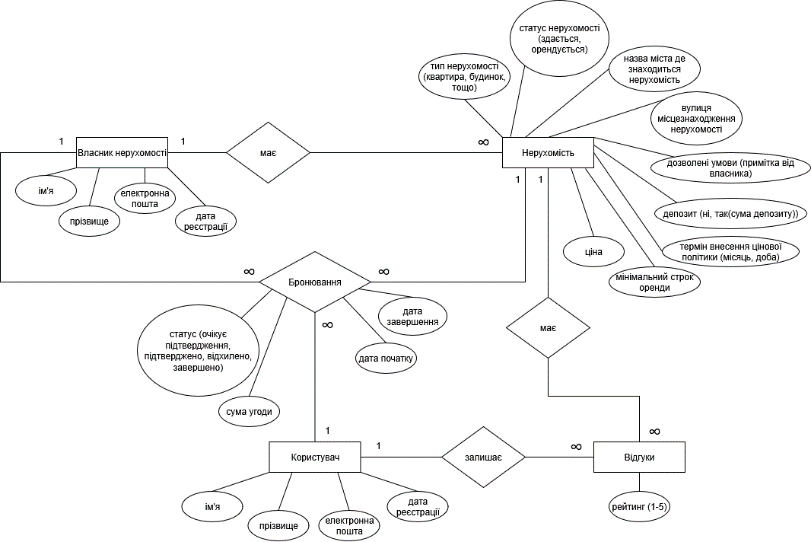 статус нерухомості
(здається,
орендується)
тип нерухомості
(квартира, будинок,
тощо)
назва міста де
знаходиться
нерухомість
вулиця
місцезнаходження
нерухомості
1
Власник нерухомості
1
має
∞
Нерухомість
дозволені умови (примітка від
власника)
1
1
ім'я
прізвище
електронна
пошта
дата
реєстрації
депозит (ні, так(сума депозиту))
ціна
термін внесення цінової
політики (місяць, доба)
мінімальний строк
оренди
∞
Бронювання
∞
∞
статус (очікує
підтвердження,
підтверджено, відхилено,
завершено)
дата
завершення
дата початку
має
сума угоди
1
∞
Користувач
1
залишає
∞
Відгуки
ім'я
прізвище
електронна
пошта
дата
реєстрації
рейтинг (1-5)